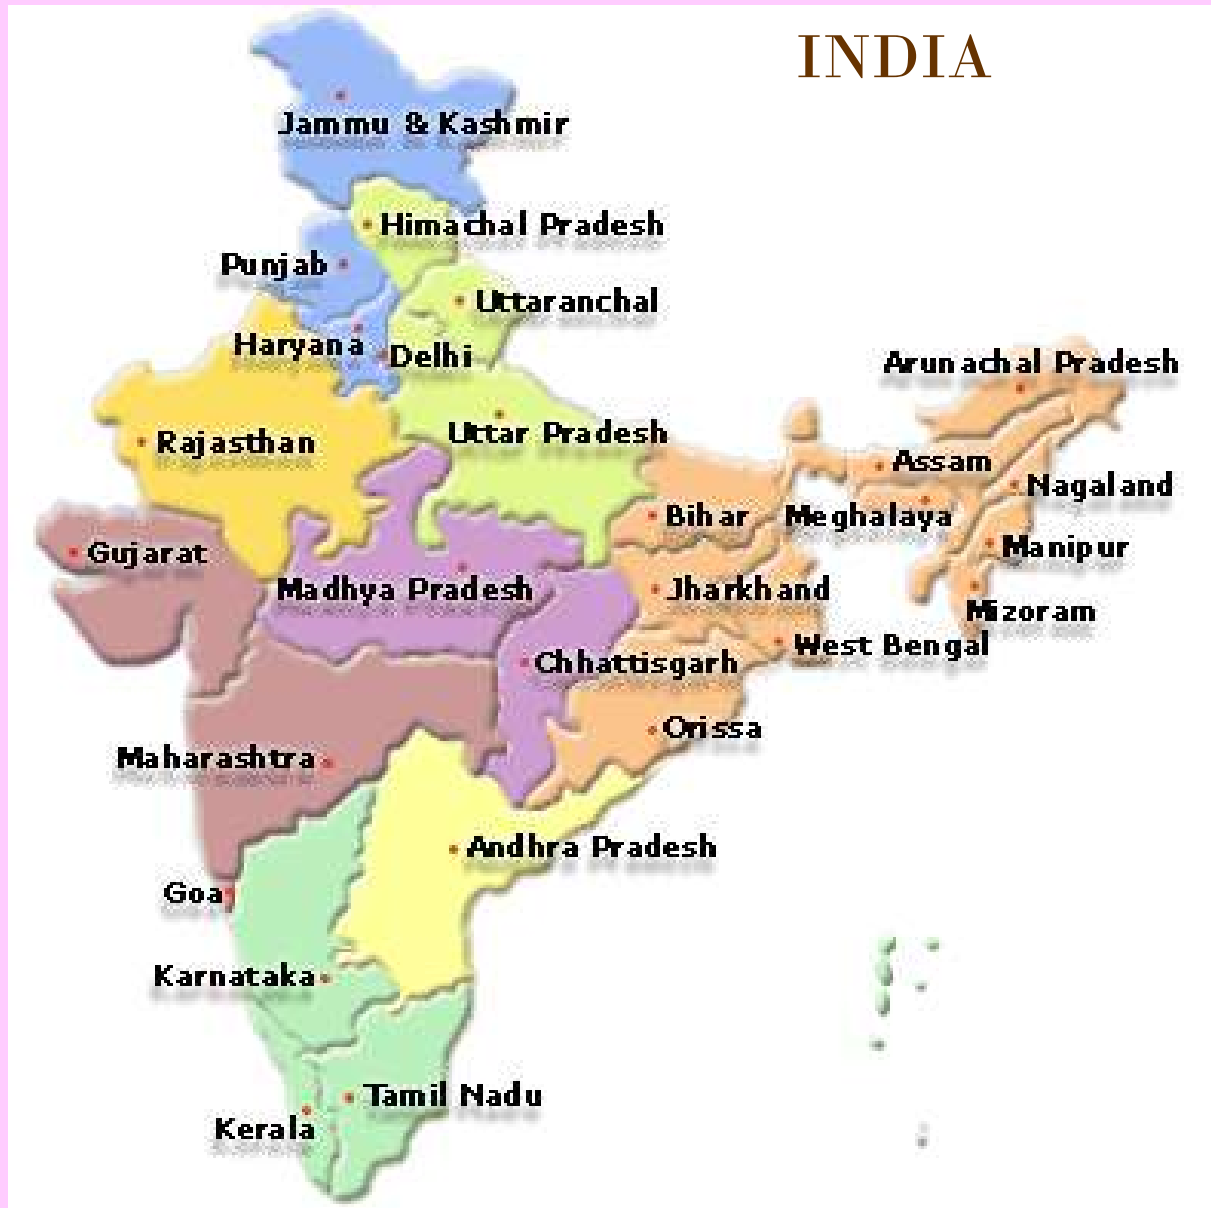 INDIA
Jammu & Kashmir
Himachal Pradesh
Punjab
Uttaranchal
Haryana
Delhi
Arunachal Pradesh
Rajasthan
Uttar Pradesh
Assam
Nagaland
Bihar
Meghalaya
Manipur
Gujarat
Madhya Pradesh
Jharkhand
Mizoram
West Bengal
Chhattisgarh
Orissa
Maharashtra
Andhra Pradesh
Goa
Karnataka
Tamil Nadu
Kerala